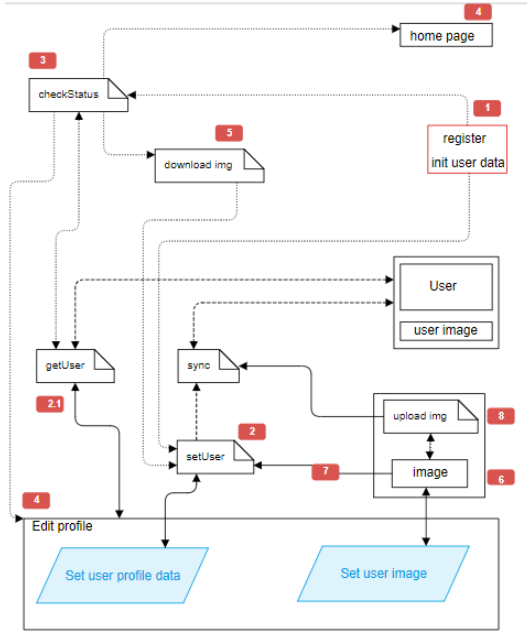 4
home page
3
checkStatus
1
register
init user data
5
download img
User
user image
getUser
sync
2.1
upload img
8
2
setUser
7
image
6
4
Edit profile
Set user profile data
Set user image